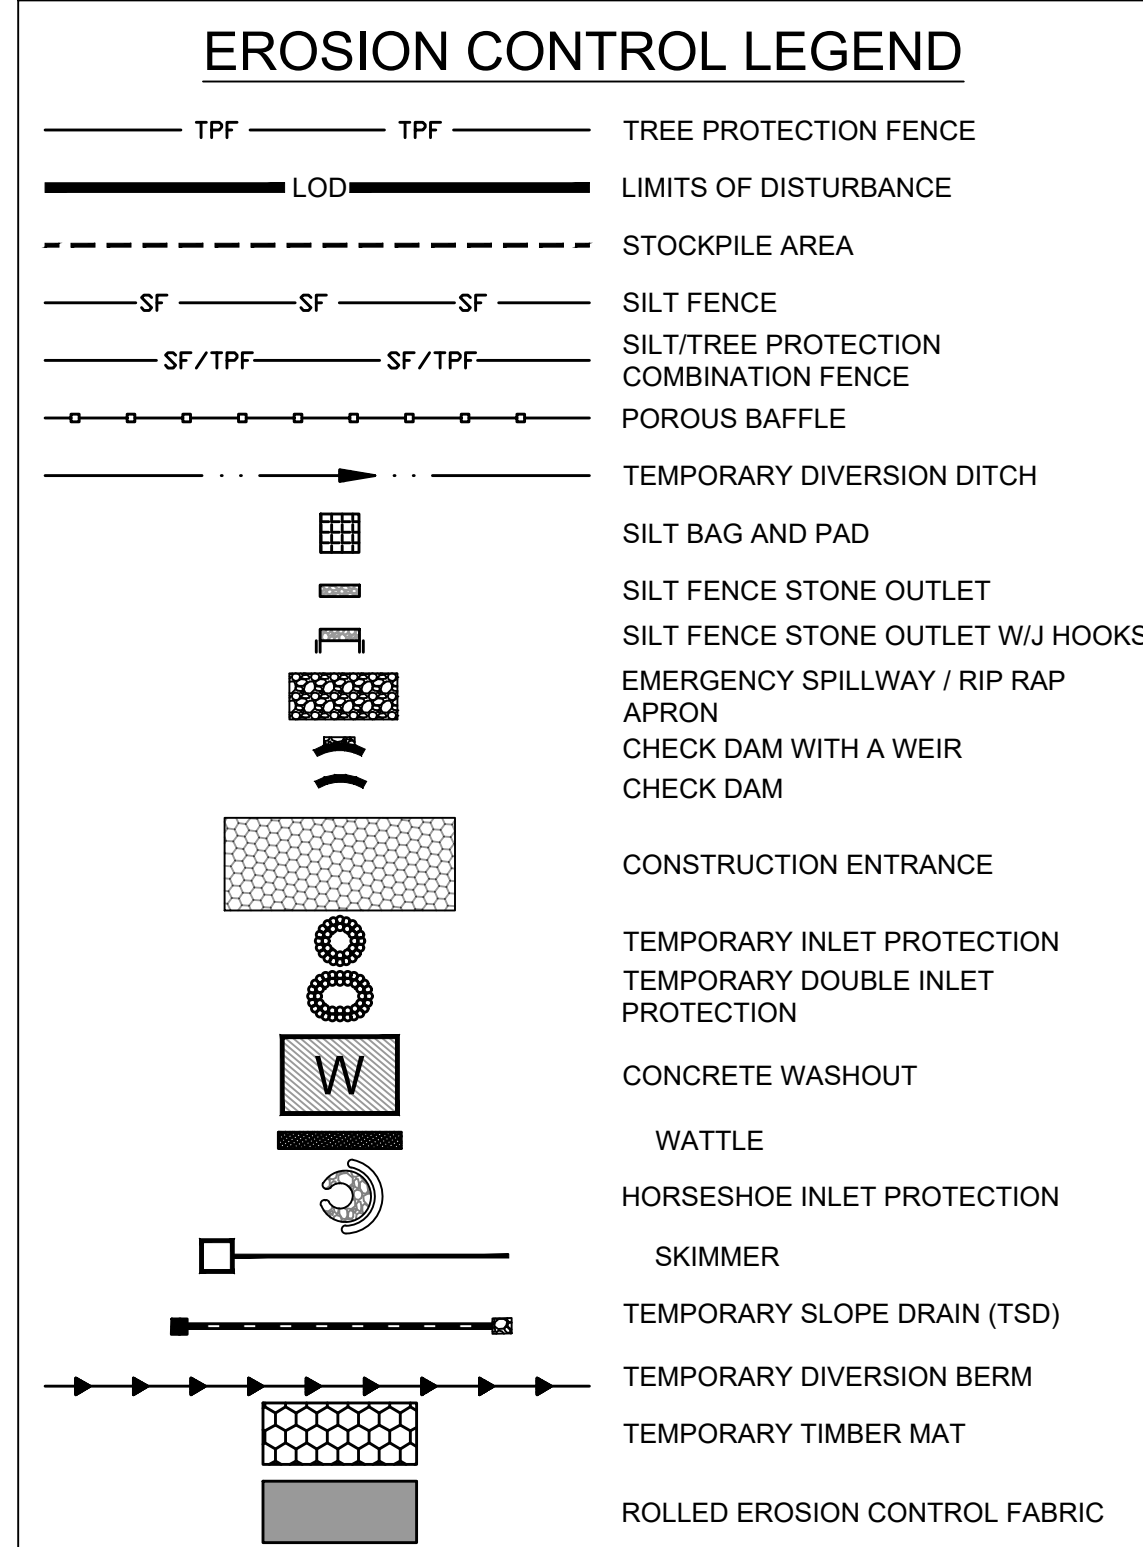 EROSION CONTROL LEGEND
TPF TPF TREE PROTECTION FENCE
LOD LIMITS OF DISTURBANCE
STOCKPILE AREA
SF SF SF SILT FENCE
SF/TPF SF/TPF SILT/TREE PROTECTION
COMBINATION FENCE
POROUS BAFFLE
TEMPORARY DIVERSION DITCH
SILT BAG AND PAD
SILT FENCE STONE OUTLET
SILT FENCE STONE OUTLET W/J HOOKS
EMERGENCY SPILLWAY / RIP RAP
APRON
CHECK DAM WITH A WEIR
CHECK DAM
CONSTRUCTION ENTRANCE
TEMPORARY INLET PROTECTION
TEMPORARY DOUBLE INLET
PROTECTION
W CONCRETE WASHOUT
WATTLE
HORSESHOE INLET PROTECTION
SKIMMER
TEMPORARY SLOPE DRAIN (TSD)
TEMPORARY DIVERSION BERM
TEMPORARY TIMBER MAT
ROLLED EROSION CONTROL FABRIC